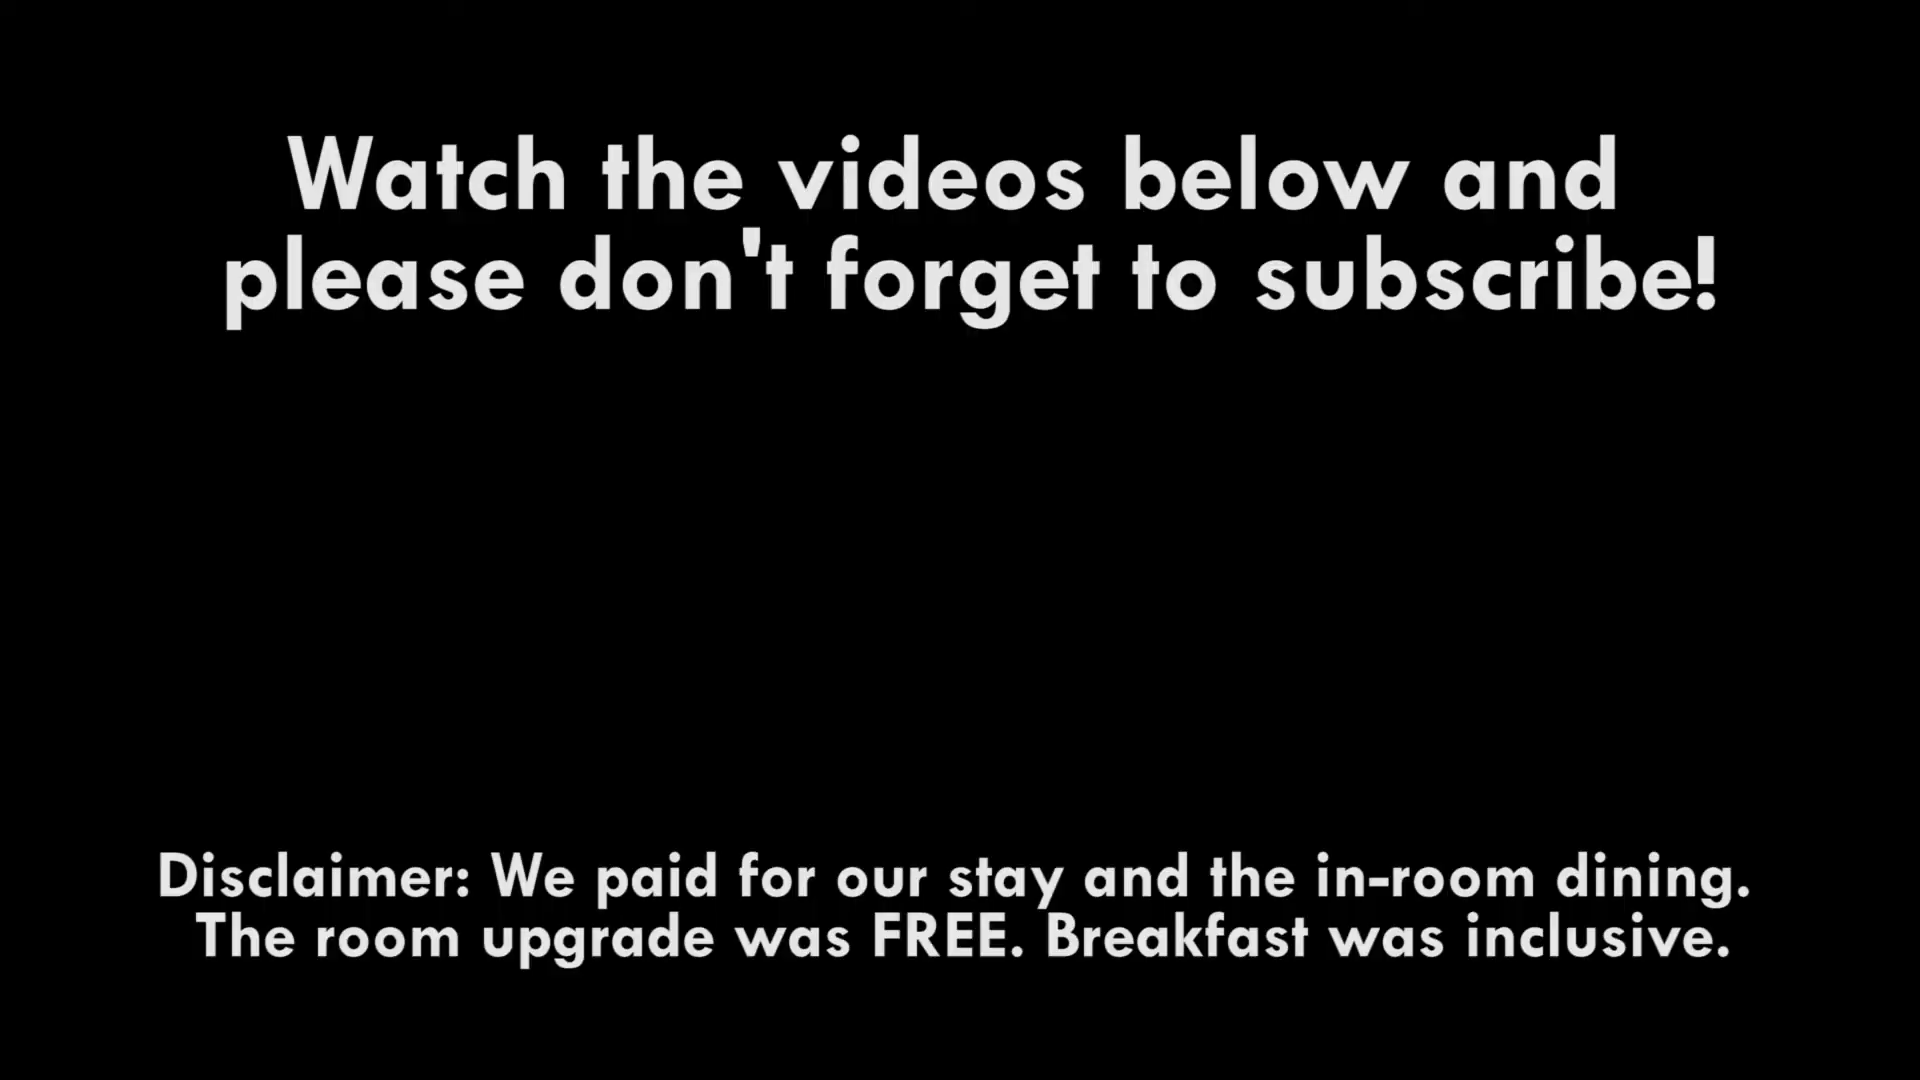 Watch the videos below and
please don't forget to subscribe!
Disclaimer: We paid for our stay and the in-room dining.
The room upgrade was FREE. Breakfast was inclusive.